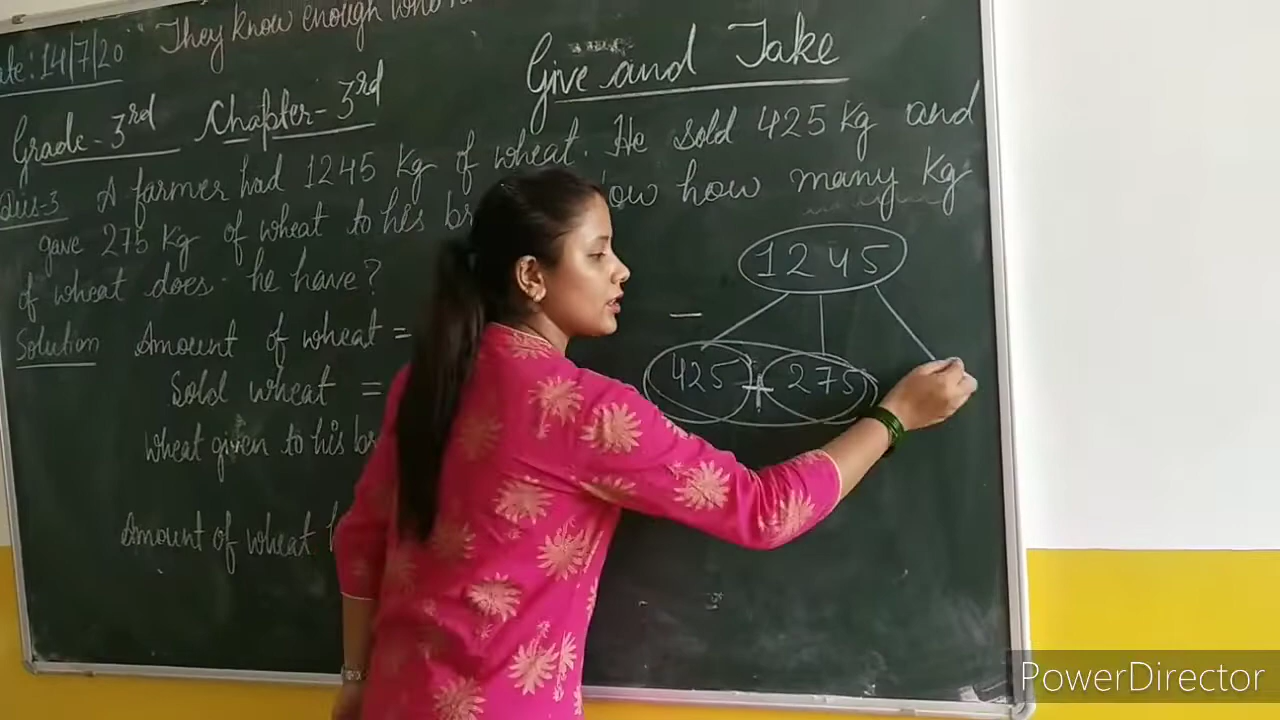 ate: 14/7/20 "They know enough who
Give and Take
Grade-3rd Chapter-3rd
Ques-3 A farmer had 1245 Kg of wheat. He sold 425 Kg and
gave 275 Kg of wheat to his br ow how many Kg
of wheat does he have?
1245
Solution Amount of wheat =
-
425 + 275
Sold wheat =
Wheat given to his br
Amount of wheat
PowerDirector